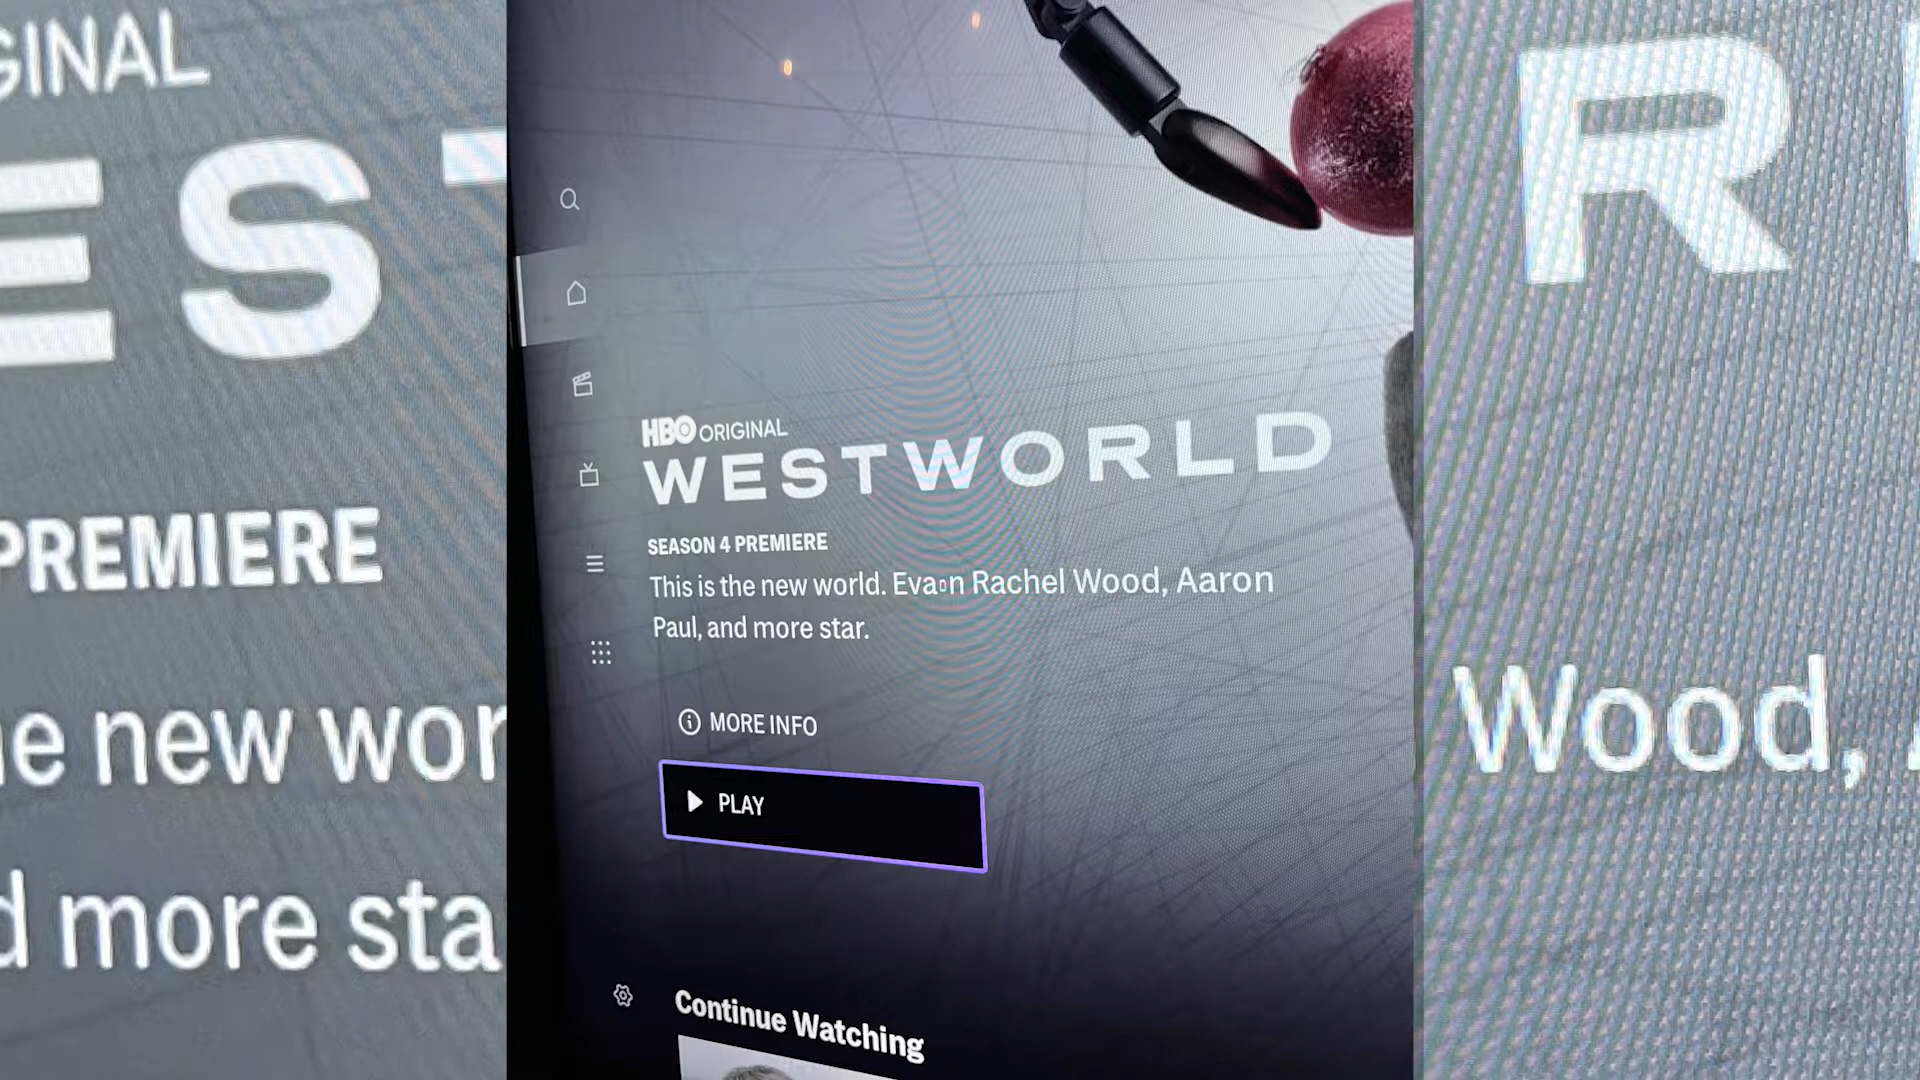 GINAL
EST
PREMIERE
he new wor
d more sta
HBO ORIGINAL
WESTWORLD
SEASON 4 PREMIERE
This is the new world. Evan Rachel Wood, Aaron
Paul, and more star.
MORE INFO
PLAY
Continue Watching
R
Wood,